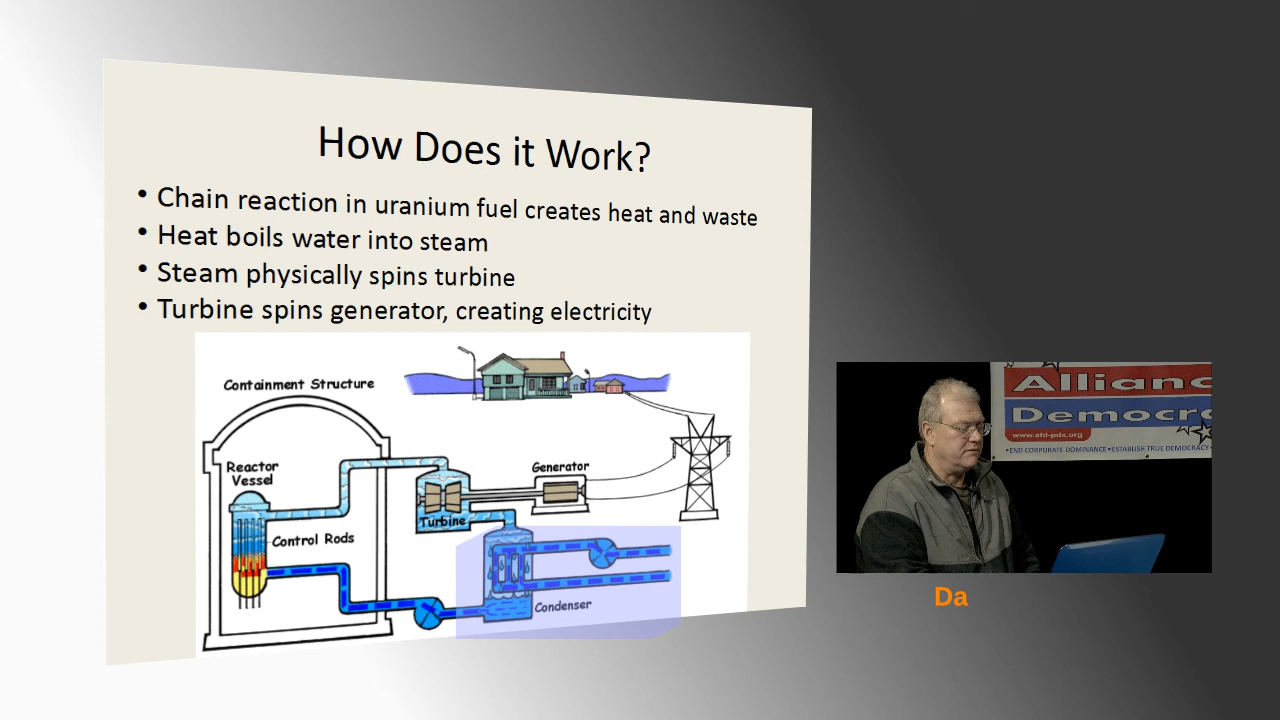 How Does it Work?
• Chain reaction in uranium fuel creates heat and waste
• Heat boils water into steam
• Steam physically spins turbine
• Turbine spins generator, creating electricity
Containment Structure
Reactor
Vessel
Generator
Turbine
Control Rods
Condenser
Allianc
Democra
www.afd-pdx.org
•END CORPORATE DOMINANCE •ESTABLISH TRUE DEMOCRACY
Da